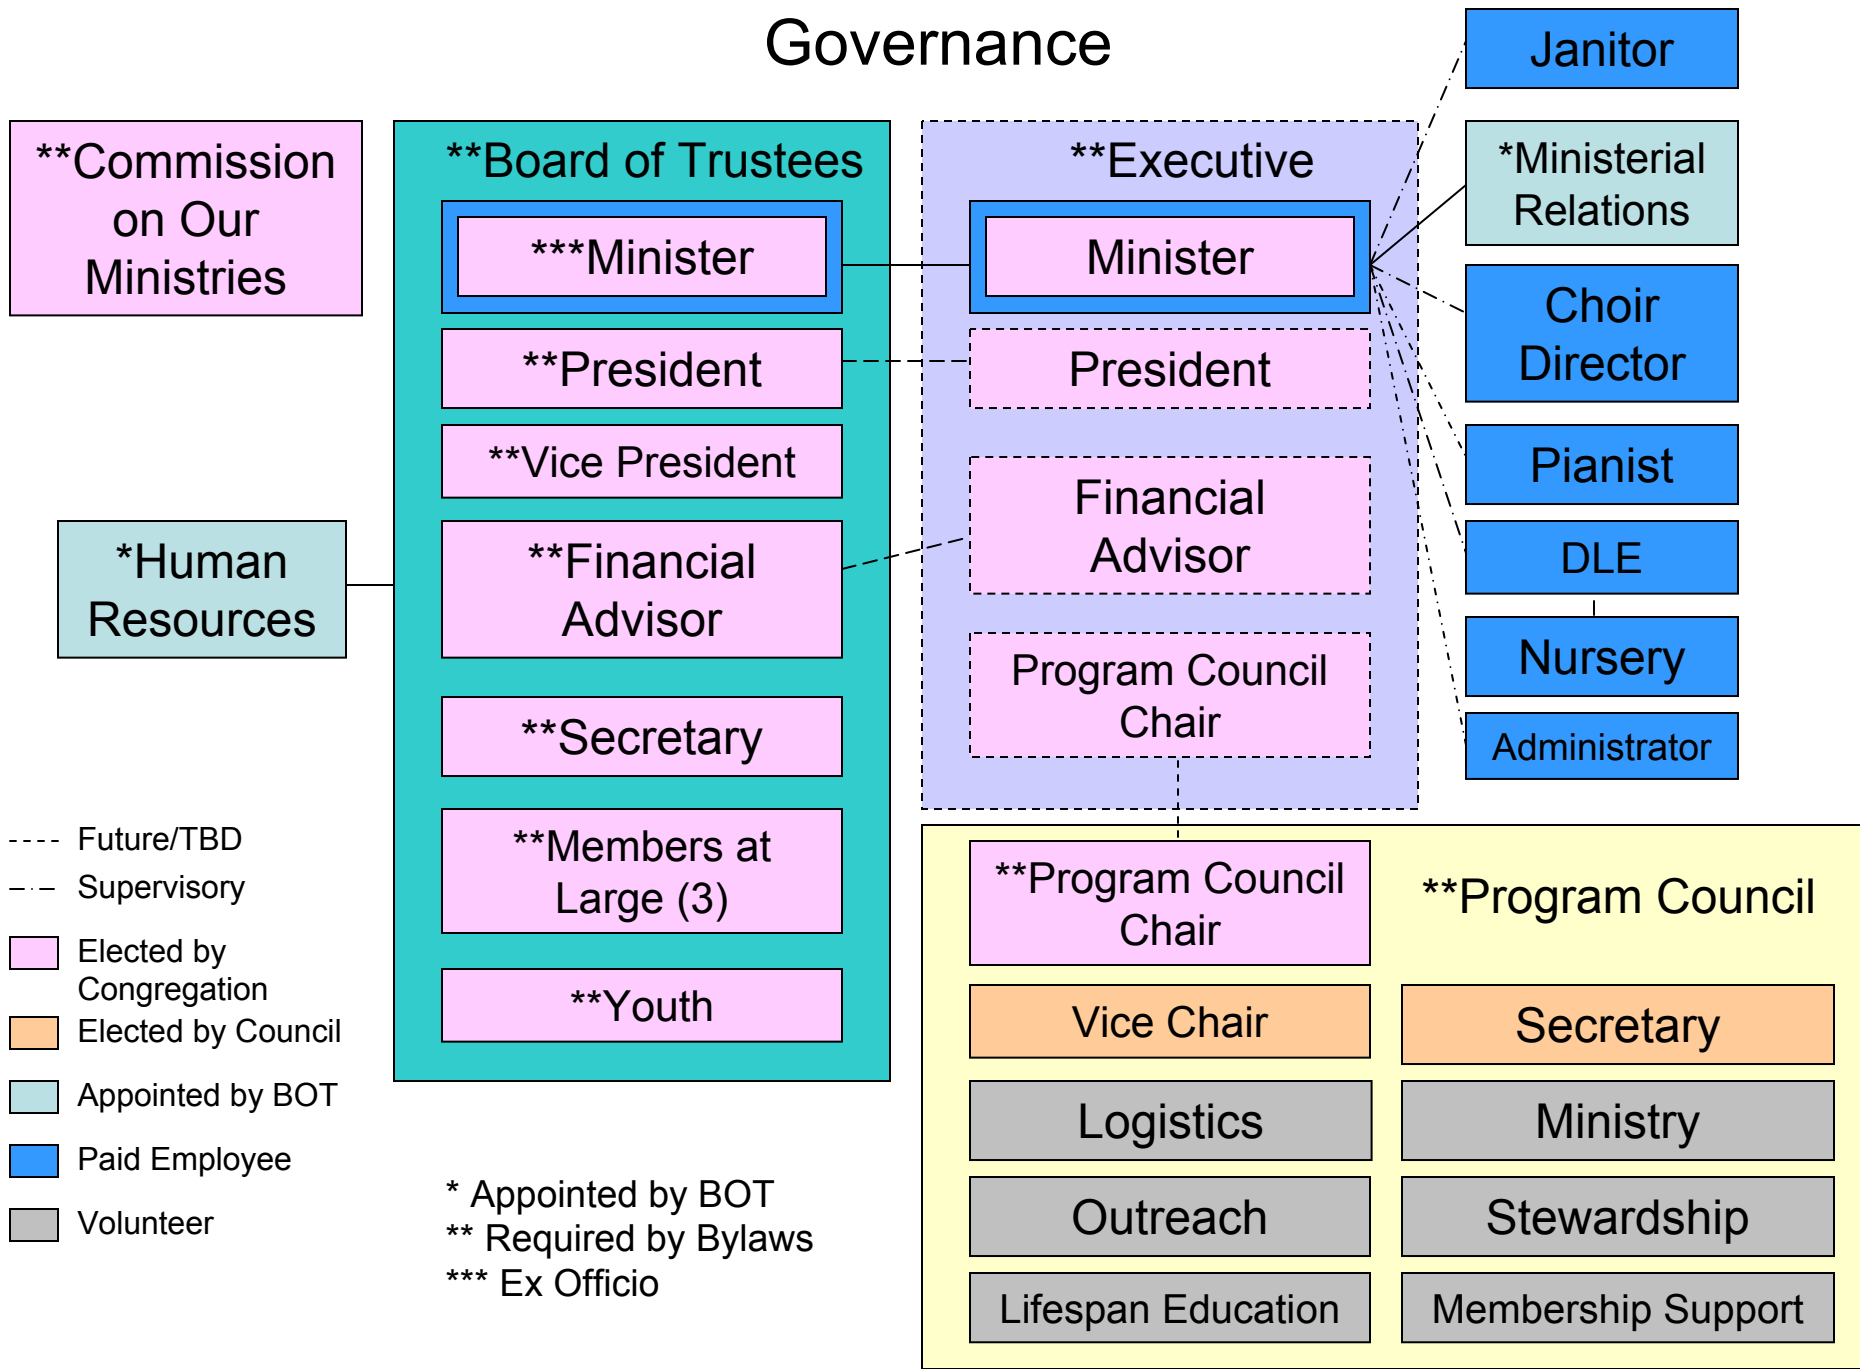 Governance
**Commission
on Our
Ministries
*Human
Resources
**Board of Trustees
***Minister
**President
**Vice President
**Financial
Advisor
**Secretary
**Members at
Large (3)
**Youth
**Executive
Minister
President
Financial
Advisor
Program Council
Chair
Janitor
*Ministerial
Relations
Choir
Director
Pianist
DLE
Nursery
Administrator
**Program Council
Chair
**Program Council
Vice Chair
Secretary
Logistics
Ministry
Outreach
Stewardship
Lifespan Education
Membership Support
Future/TBD
Supervisory
Elected by
Congregation
Elected by Council
Appointed by BOT
Paid Employee
Volunteer
* Appointed by BOT
** Required by Bylaws
*** Ex Officio